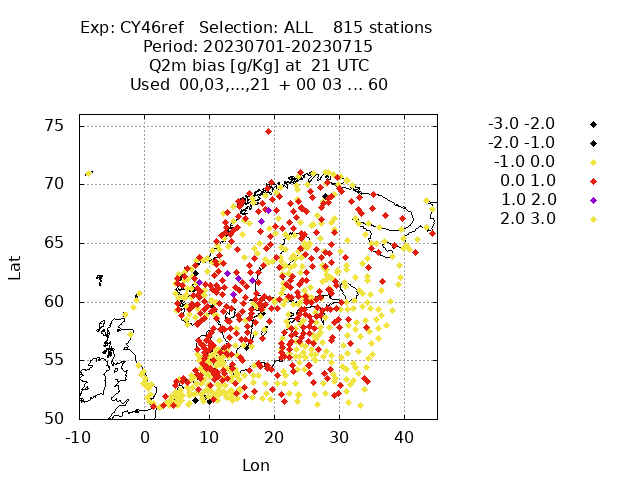 Exp: CY46ref   Selection: ALL    815 stations
Period: 20230701-20230715
Q2m bias [g/Kg] at  21 UTC
Used  00,03,...,21  + 00 03 ... 60
-3.0 -2.0
-2.0 -1.0
-1.0 0.0
0.0 1.0
1.0 2.0
2.0 3.0
75
70
65
60
55
50
Lat
-10 0 10 20 30 40
Lon